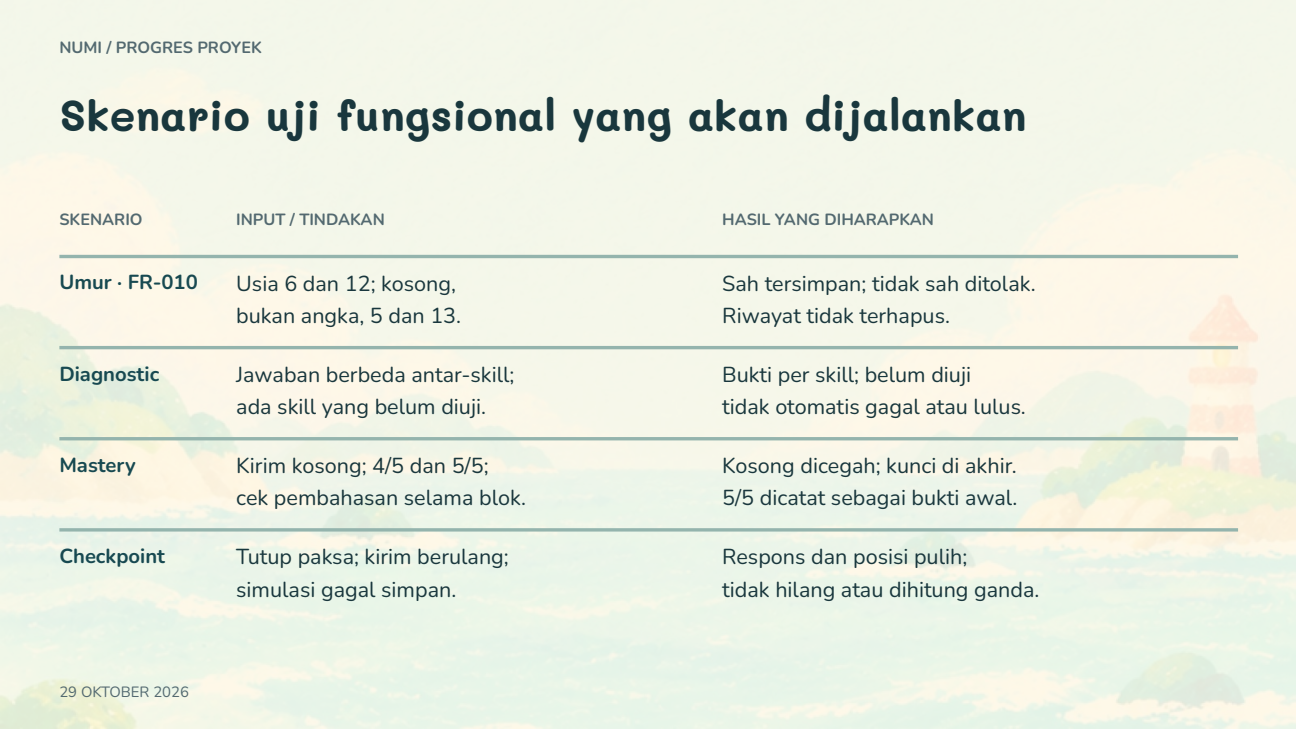 NUMI / PROGRES PROYEK
Skenario uji fungsional yang akan dijalankan
SKENARIO INPUT / TINDAKAN HASIL YANG DIHARAPKAN
Umur · FR-010 Usia 6 dan 12; kosong, Sah tersimpan; tidak sah ditolak.
bukan angka, 5 dan 13. Riwayat tidak terhapus.
Diagnostic Jawaban berbeda antar-skill; Bukti per skill; belum diuji
ada skill yang belum diuji. tidak otomatis gagal atau lulus.
Mastery Kirim kosong; 4/5 dan 5/5; Kosong dicegah; kunci di akhir.
cek pembahasan selama blok. 5/5 dicatat sebagai bukti awal.
Checkpoint Tutup paksa; kirim berulang; Respons dan posisi pulih;
simulasi gagal simpan. tidak hilang atau dihitung ganda.
29 OKTOBER 2026